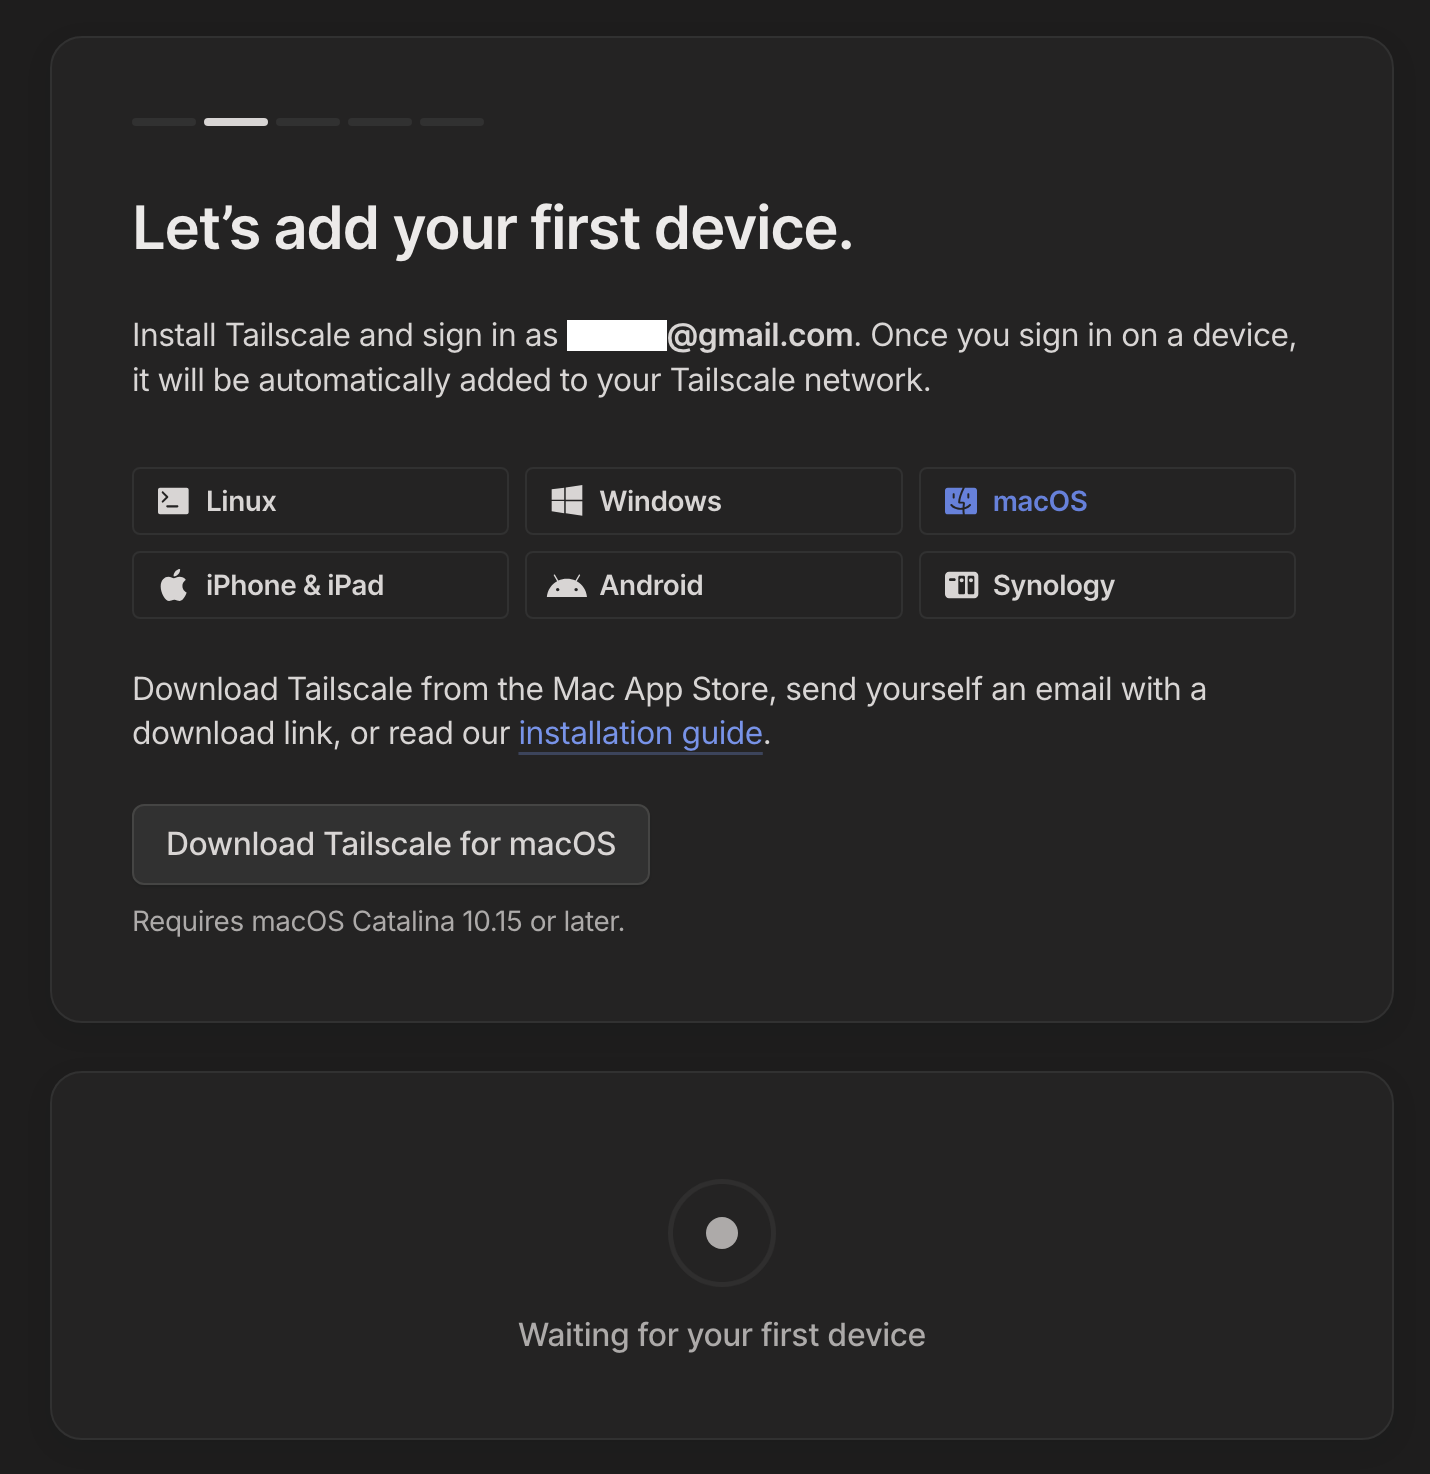 Let’s add your first device.
Install Tailscale and sign in as @gmail.com. Once you sign in on a device,
it will be automatically added to your Tailscale network.
Linux
Windows
macOS
iPhone & iPad
Android
Synology
Download Tailscale from the Mac App Store, send yourself an email with a
download link, or read our installation guide.
Download Tailscale for macOS
Requires macOS Catalina 10.15 or later.
Waiting for your first device